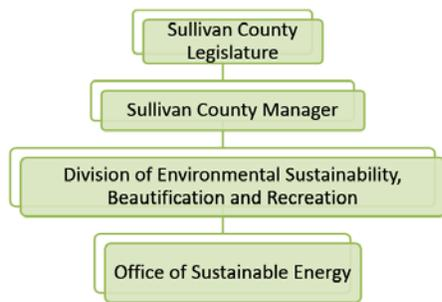 Sullivan County
Legislature
Sullivan County Manager
Division of Environmental Sustainability,
Beautification and Recreation
Office of Sustainable Energy